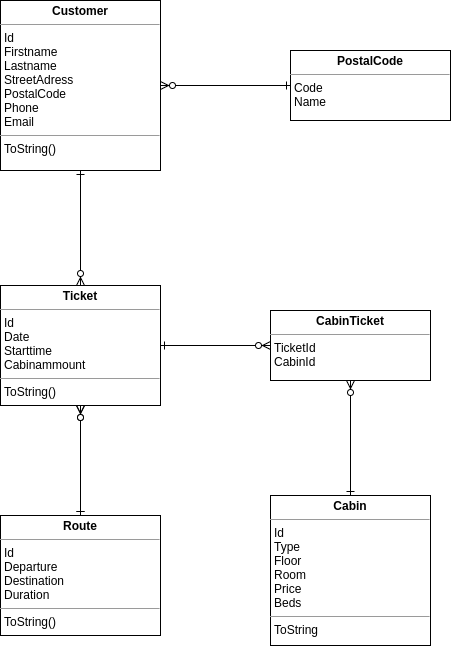 Customer
Id
Firstname
Lastname
StreetAdress
PostalCode
Phone
Email
ToString()
PostalCode
Code
Name
Ticket
Id
Date
Starttime
Cabinammount
ToString()
CabinTicket
TicketId
CabinId
Route
Id
Departure
Destination
Duration
ToString()
Cabin
Id
Type
Floor
Room
Price
Beds
ToString